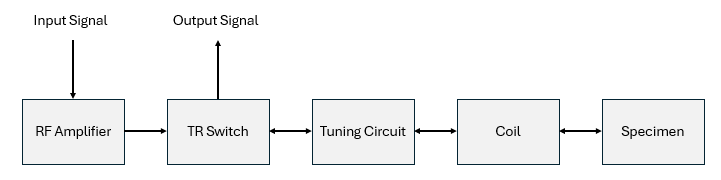 Input Signal
Output Signal
RF Amplifier
TR Switch
Tuning Circuit
Coil
Specimen